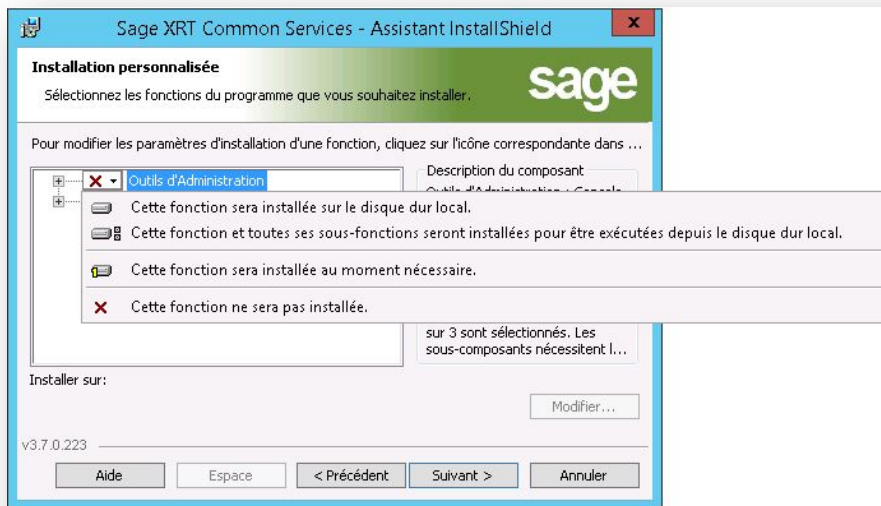 Sage XRT Common Services - Assistant InstallShield
x
Installation personnalisée
Sélectionnez les fonctions du programme que vous souhaitez installer.
sage
Pour modifier les paramètres d'installation d'une fonction, cliquez sur l'icône correspondante dans ...
Outils d'Administration
Description du composant
Outils d'Administration : Console
Cette fonction sera installée sur le disque dur local.
Cette fonction et toutes ses sous-fonctions seront installées pour être exécutées depuis le disque dur local.
Cette fonction sera installée au moment nécessaire.
Cette fonction ne sera pas installée.
sur 3 sont sélectionnés. Les
sous-composants nécessitent l...
Installer sur:
Modifier...
v3.7.0.223
Aide
Espace
< Précédent
Suivant >
Annuler